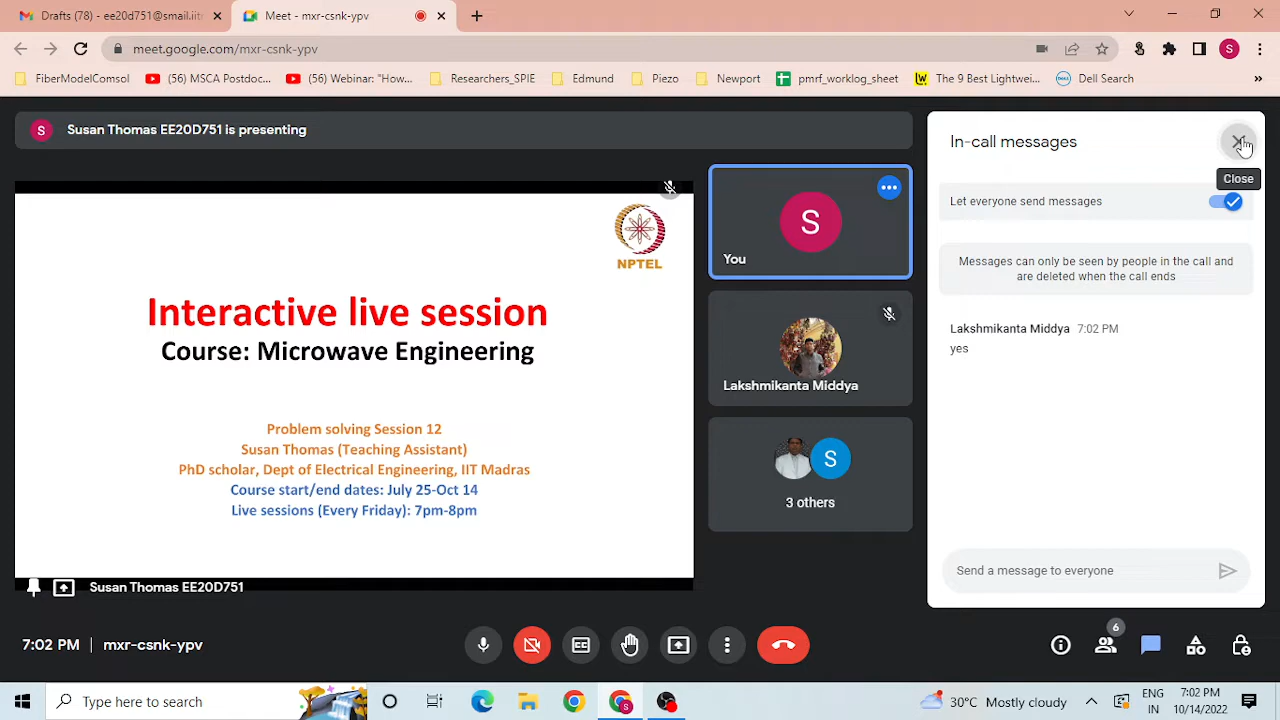 Drafts (78) - ee20d751@smail.iit
Meet - mxr-csnk-ypv
meet.google.com/mxr-csnk-ypv
FiberModelComsol
(56) MSCA Postdoc...
(56) Webinar: "How...
Researchers_SPIE
Edmund
Piezo
Newport
pmrf_worklog_sheet
The 9 Best Lightwei...
Dell Search
S Susan Thomas EE20D751 is presenting
NPTEL
Interactive live session
Course: Microwave Engineering
Problem solving Session 12
Susan Thomas (Teaching Assistant)
PhD scholar, Dept of Electrical Engineering, IIT Madras
Course start/end dates: July 25-Oct 14
Live sessions (Every Friday): 7pm-8pm
Susan Thomas EE20D751
S
You
Lakshmikanta Middya
S
3 others
In-call messages
Close
Let everyone send messages
Messages can only be seen by people in the call and
are deleted when the call ends
Lakshmikanta Middya 7:02 PM
yes
Send a message to everyone
7:02 PM | mxr-csnk-ypv
6
Type here to search
30°C Mostly cloudy
ENG
IN
7:02 PM
10/14/2022